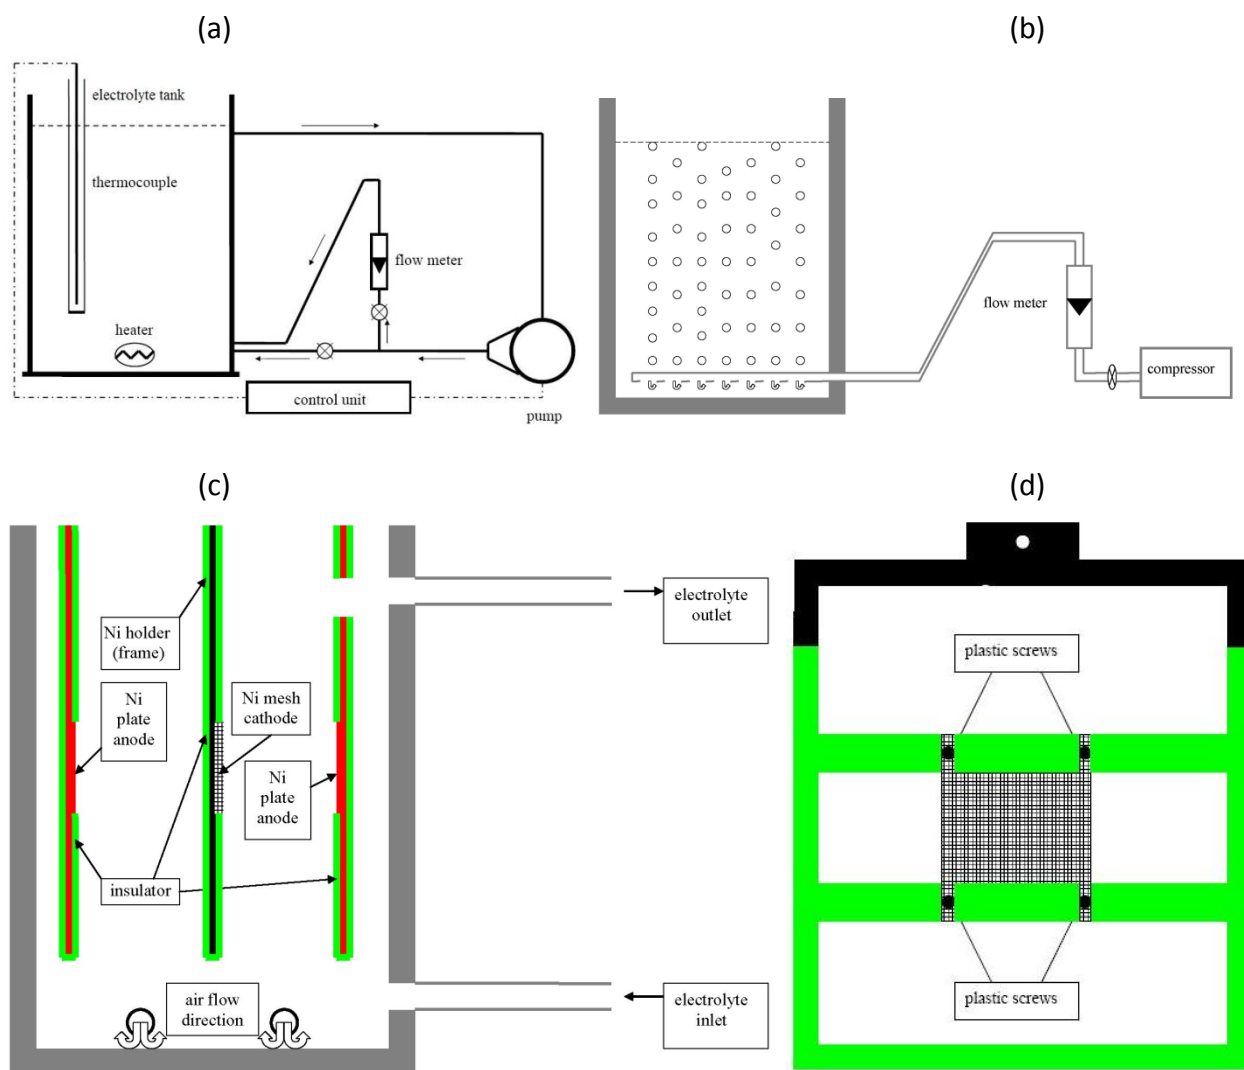 (a)
electrolyte tank
thermocouple
heater
flow meter
control unit
pump
(b)
flow meter
compressor
(c)
Ni holder
(frame)
Ni
plate
anode
Ni mesh
cathode
Ni
plate
anode
insulator
air flow
direction
electrolyte
outlet
electrolyte
inlet
(d)
plastic screws
plastic screws